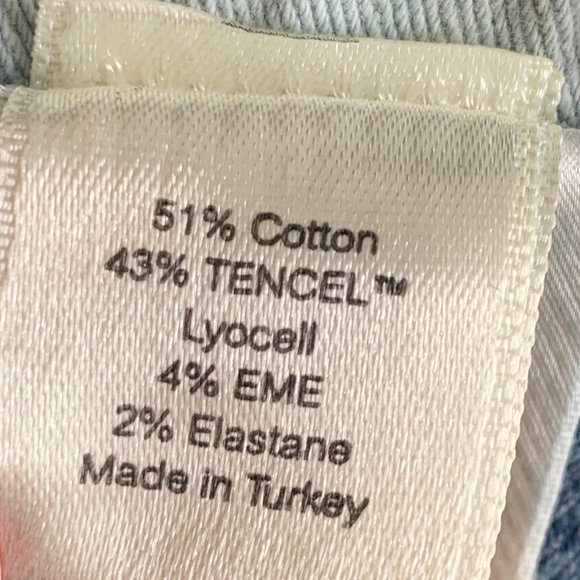 51% Cotton
43% TENCEL™
Lyocell
4% EME
2% Elastane
Made in Turkey